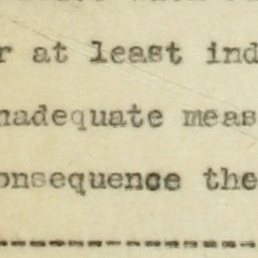 r at least ind
nadequate meas
onsequence the